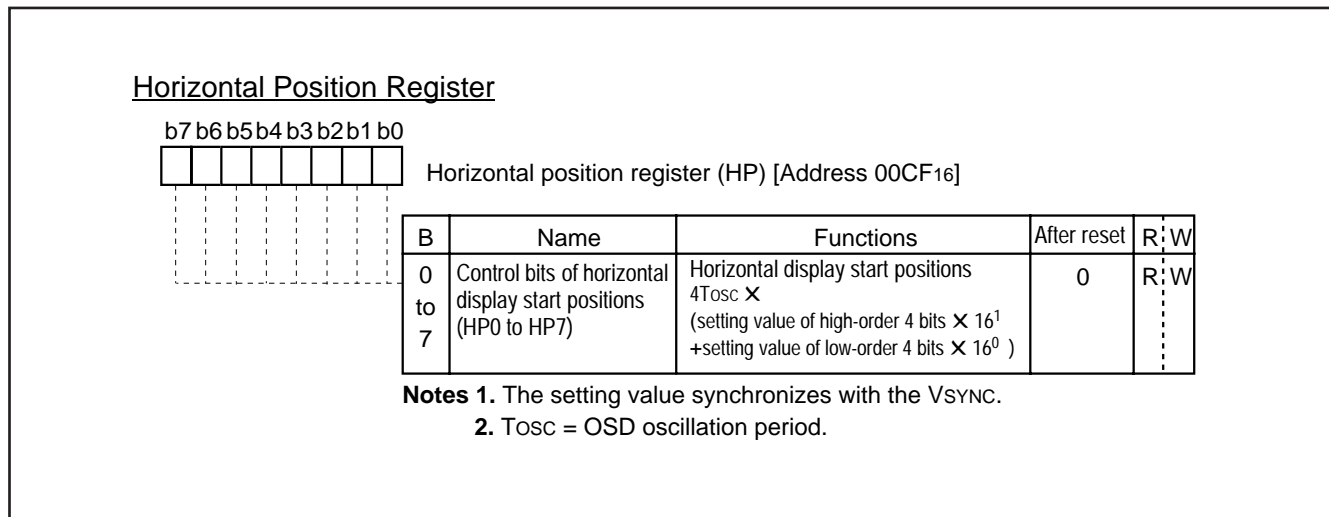 Horizontal Position Register
b7 b6 b5 b4 b3 b2 b1 b0
Horizontal position register (HP) [Address 00CF16]
B Name Functions After reset R W
0 to 7 Control bits of horizontal display start positions (HP0 to HP7) Horizontal display start positions 0 R W
4TOSC ✕
(setting value of high-order 4 bits ✕ 16¹
+setting value of low-order 4 bits ✕ 16⁰ )
Notes 1. The setting value synchronizes with the VSYNC.
2. TOSC = OSD oscillation period.